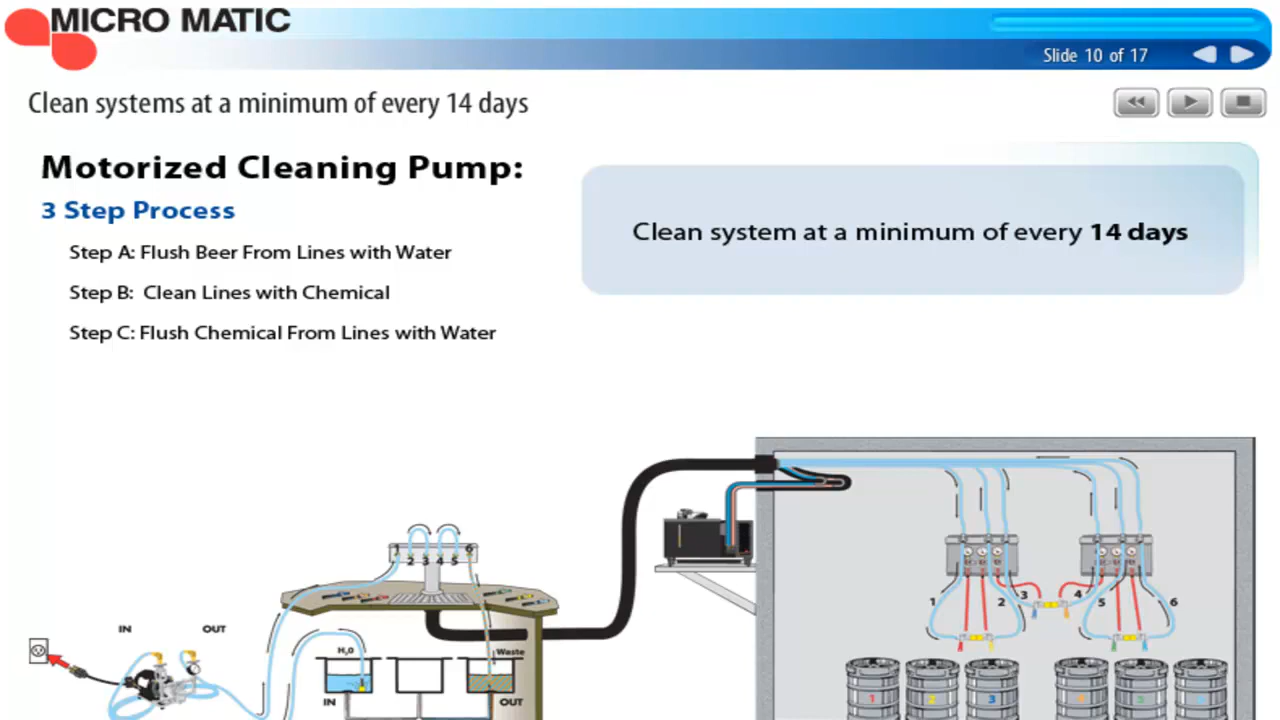 MICRO MATIC
Slide 10 of 17
Clean systems at a minimum of every 14 days
Motorized Cleaning Pump:
3 Step Process
Step A: Flush Beer From Lines with Water
Step B: Clean Lines with Chemical
Step C: Flush Chemical From Lines with Water
Clean system at a minimum of every 14 days
1 2 3 4 5 6
1 2 3 4 5 6
IN OUT
H₂O
Waste
IN OUT
1 2 3 4 5